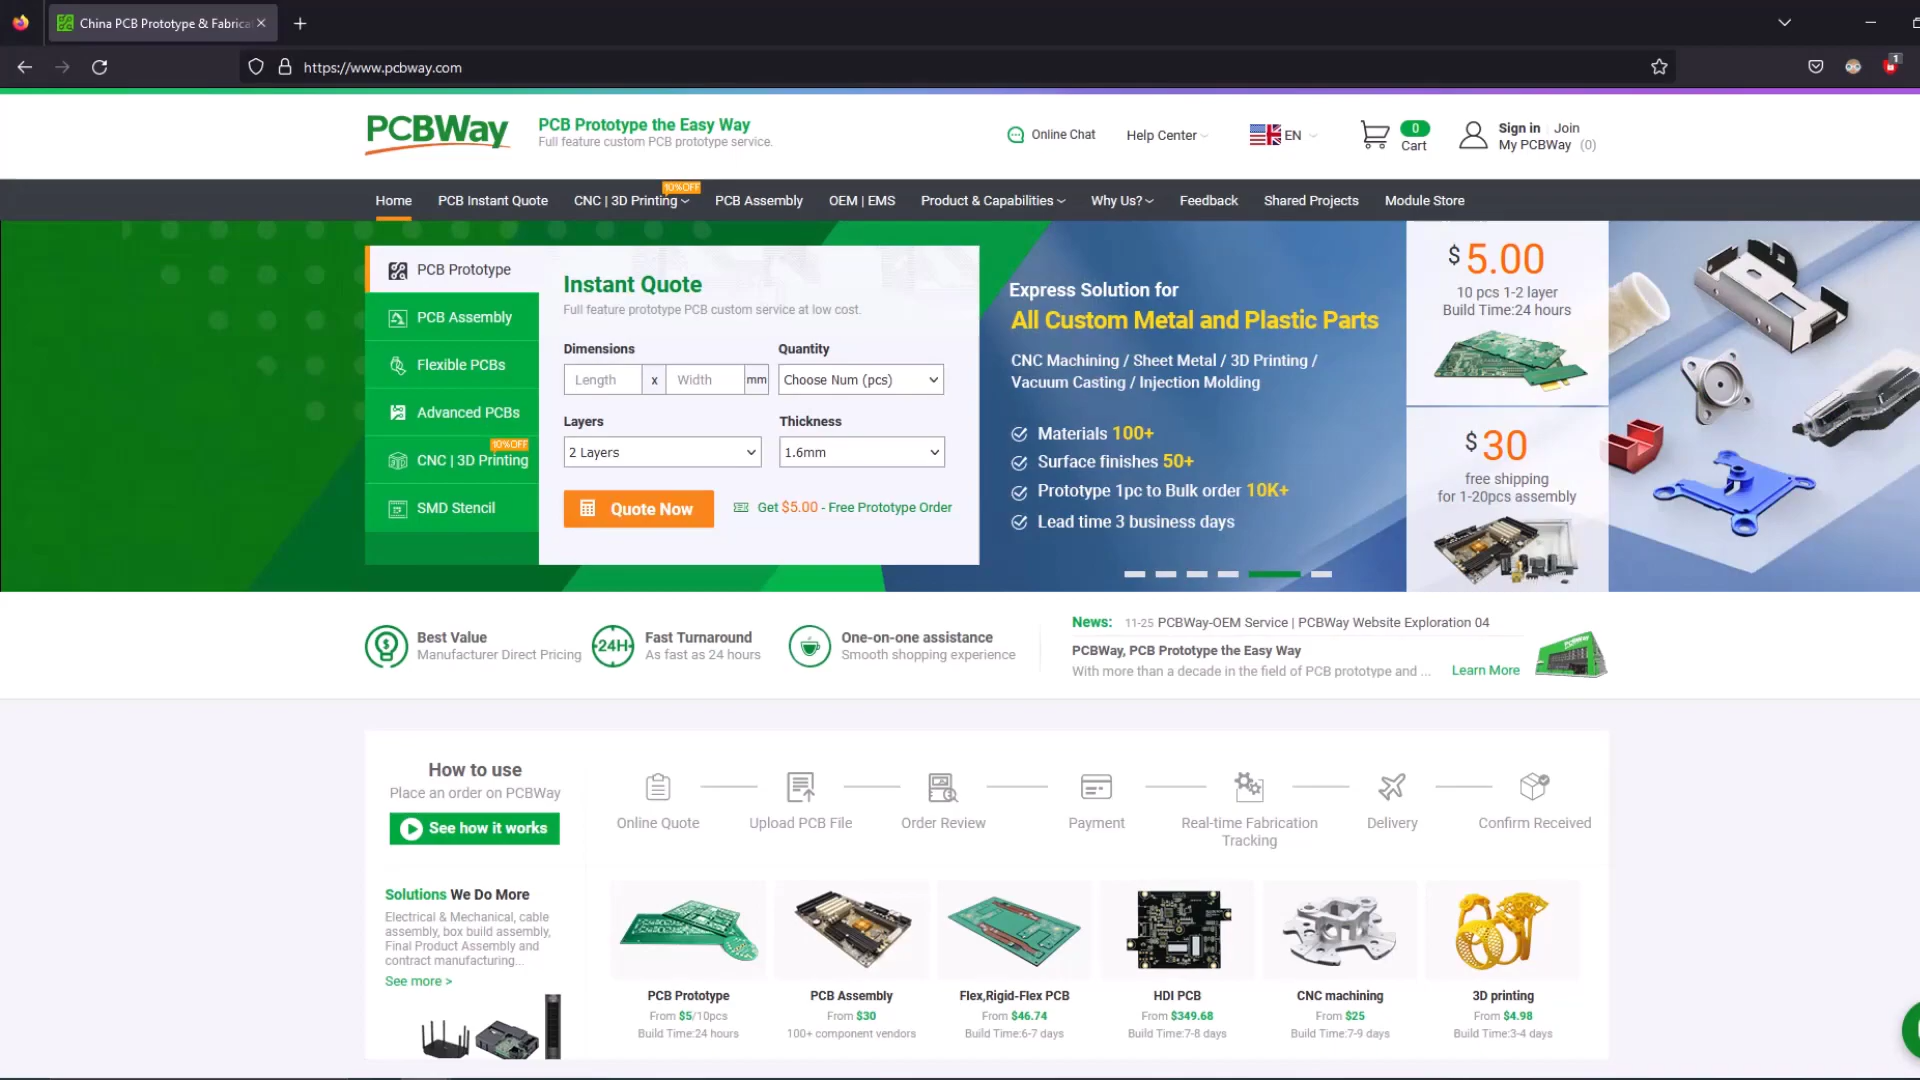 China PCB Prototype & Fabrica
https://www.pcbway.com
1
PCBWay
PCB Prototype the Easy Way
Full feature custom PCB prototype service.
Online Chat
Help Center
EN
0
Cart
Sign in
Join
My PCBWay (0)
10%OFF
Home
PCB Instant Quote
CNC | 3D Printing
PCB Assembly
OEM | EMS
Product & Capabilities
Why Us?
Feedback
Shared Projects
Module Store
PCB Prototype
PCB Assembly
Flexible PCBs
Advanced PCBs
10%OFF
CNC | 3D Printing
SMD Stencil
Instant Quote
Full feature prototype PCB custom service at low cost.
Dimensions
Quantity
Length
x
Width
mm
Choose Num (pcs)
Layers
Thickness
2 Layers
1.6mm
Quote Now
Get $5.00 - Free Prototype Order
Express Solution for
All Custom Metal and Plastic Parts
CNC Machining / Sheet Metal / 3D Printing /
Vacuum Casting / Injection Molding
Materials 100+
Surface finishes 50+
Prototype 1pc to Bulk order 10K+
Lead time 3 business days
$ 5.00
10 pcs 1-2 layer
Build Time:24 hours
$ 30
free shipping
for 1-20pcs assembly
Best Value
Manufacturer Direct Pricing
24H
Fast Turnaround
As fast as 24 hours
One-on-one assistance
Smooth shopping experience
News: 11-25 PCBWay-OEM Service | PCBWay Website Exploration 04
PCBWay, PCB Prototype the Easy Way
With more than a decade in the field of PCB prototype and ...
Learn More
How to use
Place an order on PCBWay
See how it works
Online Quote
Upload PCB File
Order Review
Payment
Real-time Fabrication
Tracking
Delivery
Confirm Received
Solutions We Do More
Electrical & Mechanical, cable
assembly, box build assembly,
Final Product Assembly and
contract manufacturing...
See more >
PCB Prototype
From $5/10pcs
Build Time:24 hours
PCB Assembly
From $30
100+ component vendors
Flex,Rigid-Flex PCB
From $46.74
Build Time:6-7 days
HDI PCB
From $349.68
Build Time:7-8 days
CNC machining
From $25
Build Time:7-9 days
3D printing
From $4.98
Build Time:3-4 days